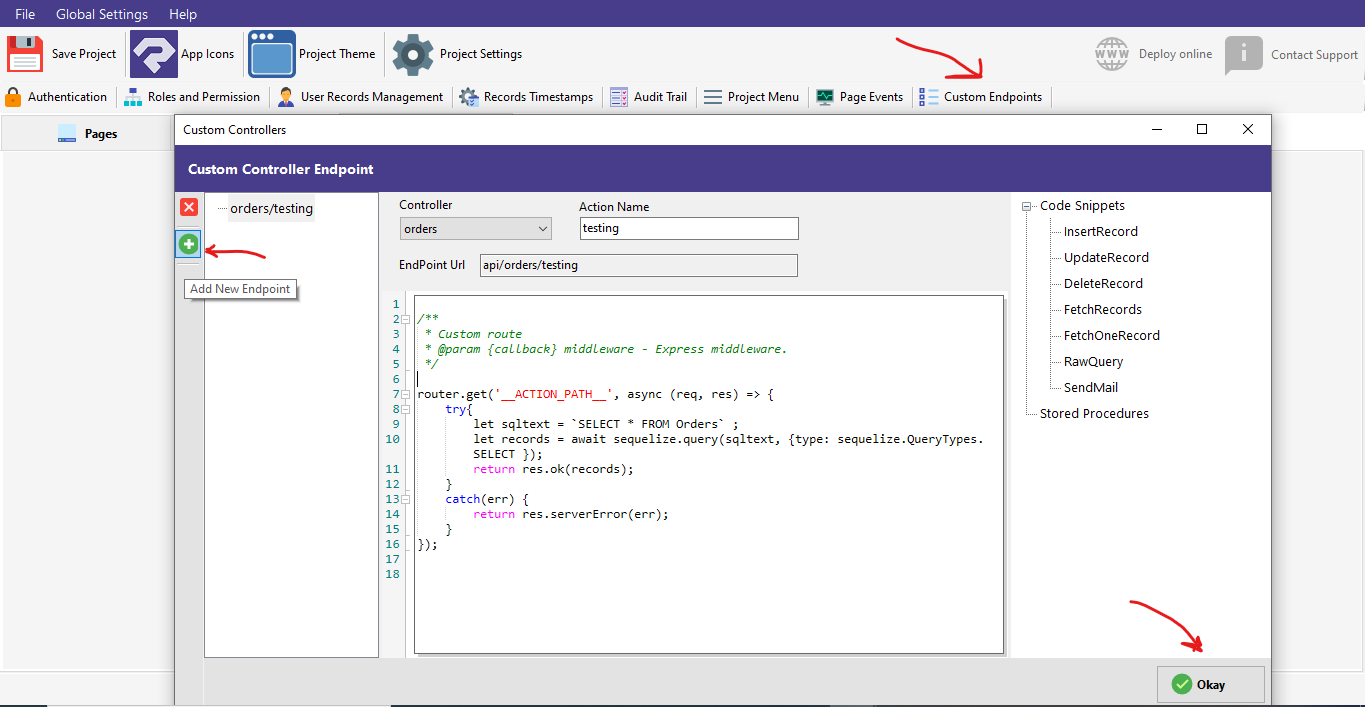 File Global Settings Help
Save Project App Icons Project Theme Project Settings WWW Deploy online Contact Support
Authentication Roles and Permission User Records Management Records Timestamps Audit Trail Project Menu Page Events Custom Endpoints
Pages
Custom Controllers
Custom Controller Endpoint
orders/testing
Add New Endpoint
Controller Action Name
orders testing
EndPoint Url api/orders/testing
1
2 /**
3 * Custom route
4 * @param {callback} middleware - Express middleware.
5 */
6
7 router.get('__ACTION_PATH__', async (req, res) => {
8 try{
9 let sqltext = `SELECT * FROM Orders` ;
10 let records = await sequelize.query(sqltext, {type: sequelize.QueryTypes.
SELECT });
11 return res.ok(records);
12 }
13 catch(err) {
14 return res.serverError(err);
15 }
16 });
17
18
Code Snippets
InsertRecord
UpdateRecord
DeleteRecord
FetchRecords
FetchOneRecord
RawQuery
SendMail
Stored Procedures
Okay